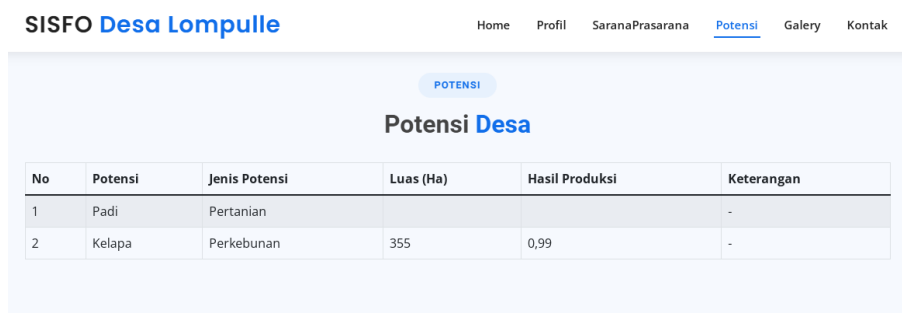 SISFO Desa Lompulle
Home Profil SaranaPrasarana Potensi Galery Kontak
POTENSI
Potensi Desa
No Potensi Jenis Potensi Luas (Ha) Hasil Produksi Keterangan
1 Padi Pertanian -
2 Kelapa Perkebunan 355 0,99 -